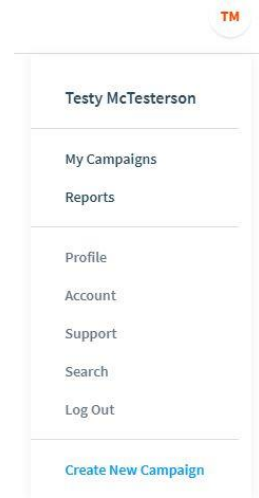 TM
Testy McTesterson
My Campaigns
Reports
Profile
Account
Support
Search
Log Out
Create New Campaign